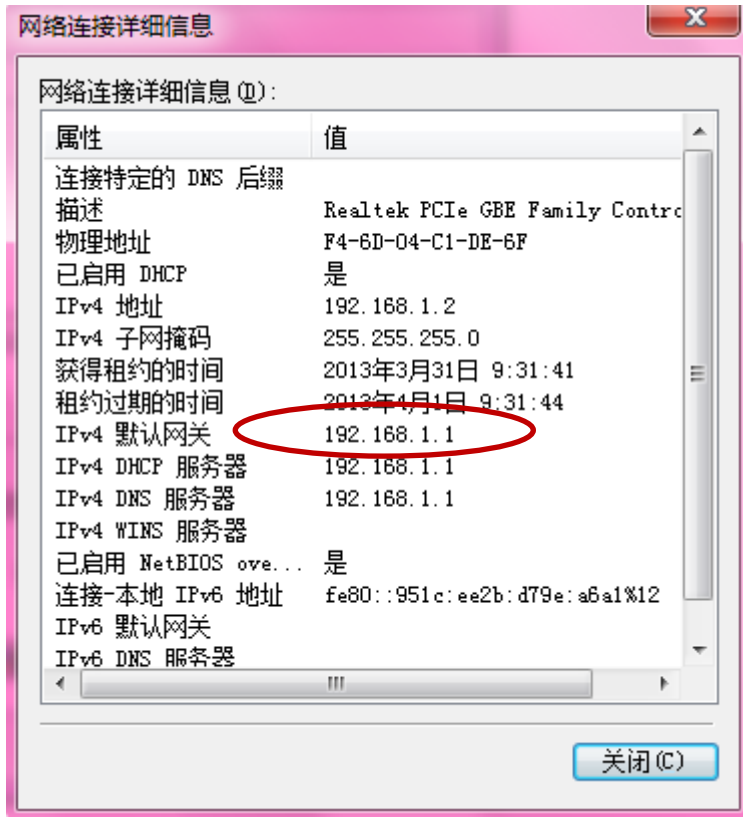 网络连接详细信息
网络连接详细信息(D):
属性 值
连接特定的 DNS 后缀
描述 Realtek PCIe GBE Family Contro
物理地址 F4-6D-04-C1-DE-6F
已启用 DHCP 是
IPv4 地址 192.168.1.2
IPv4 子网掩码 255.255.255.0
获得租约的时间 2013年3月31日 9:31:41
租约过期的时间 2013年4月1日 9:31:44
IPv4 默认网关 192.168.1.1
IPv4 DHCP 服务器 192.168.1.1
IPv4 DNS 服务器 192.168.1.1
IPv4 WINS 服务器
已启用 NetBIOS ove... 是
连接-本地 IPv6 地址 fe80::951c:ee2b:d79e:a6a1%12
IPv6 默认网关
IPv6 DNS 服务器
关闭(C)